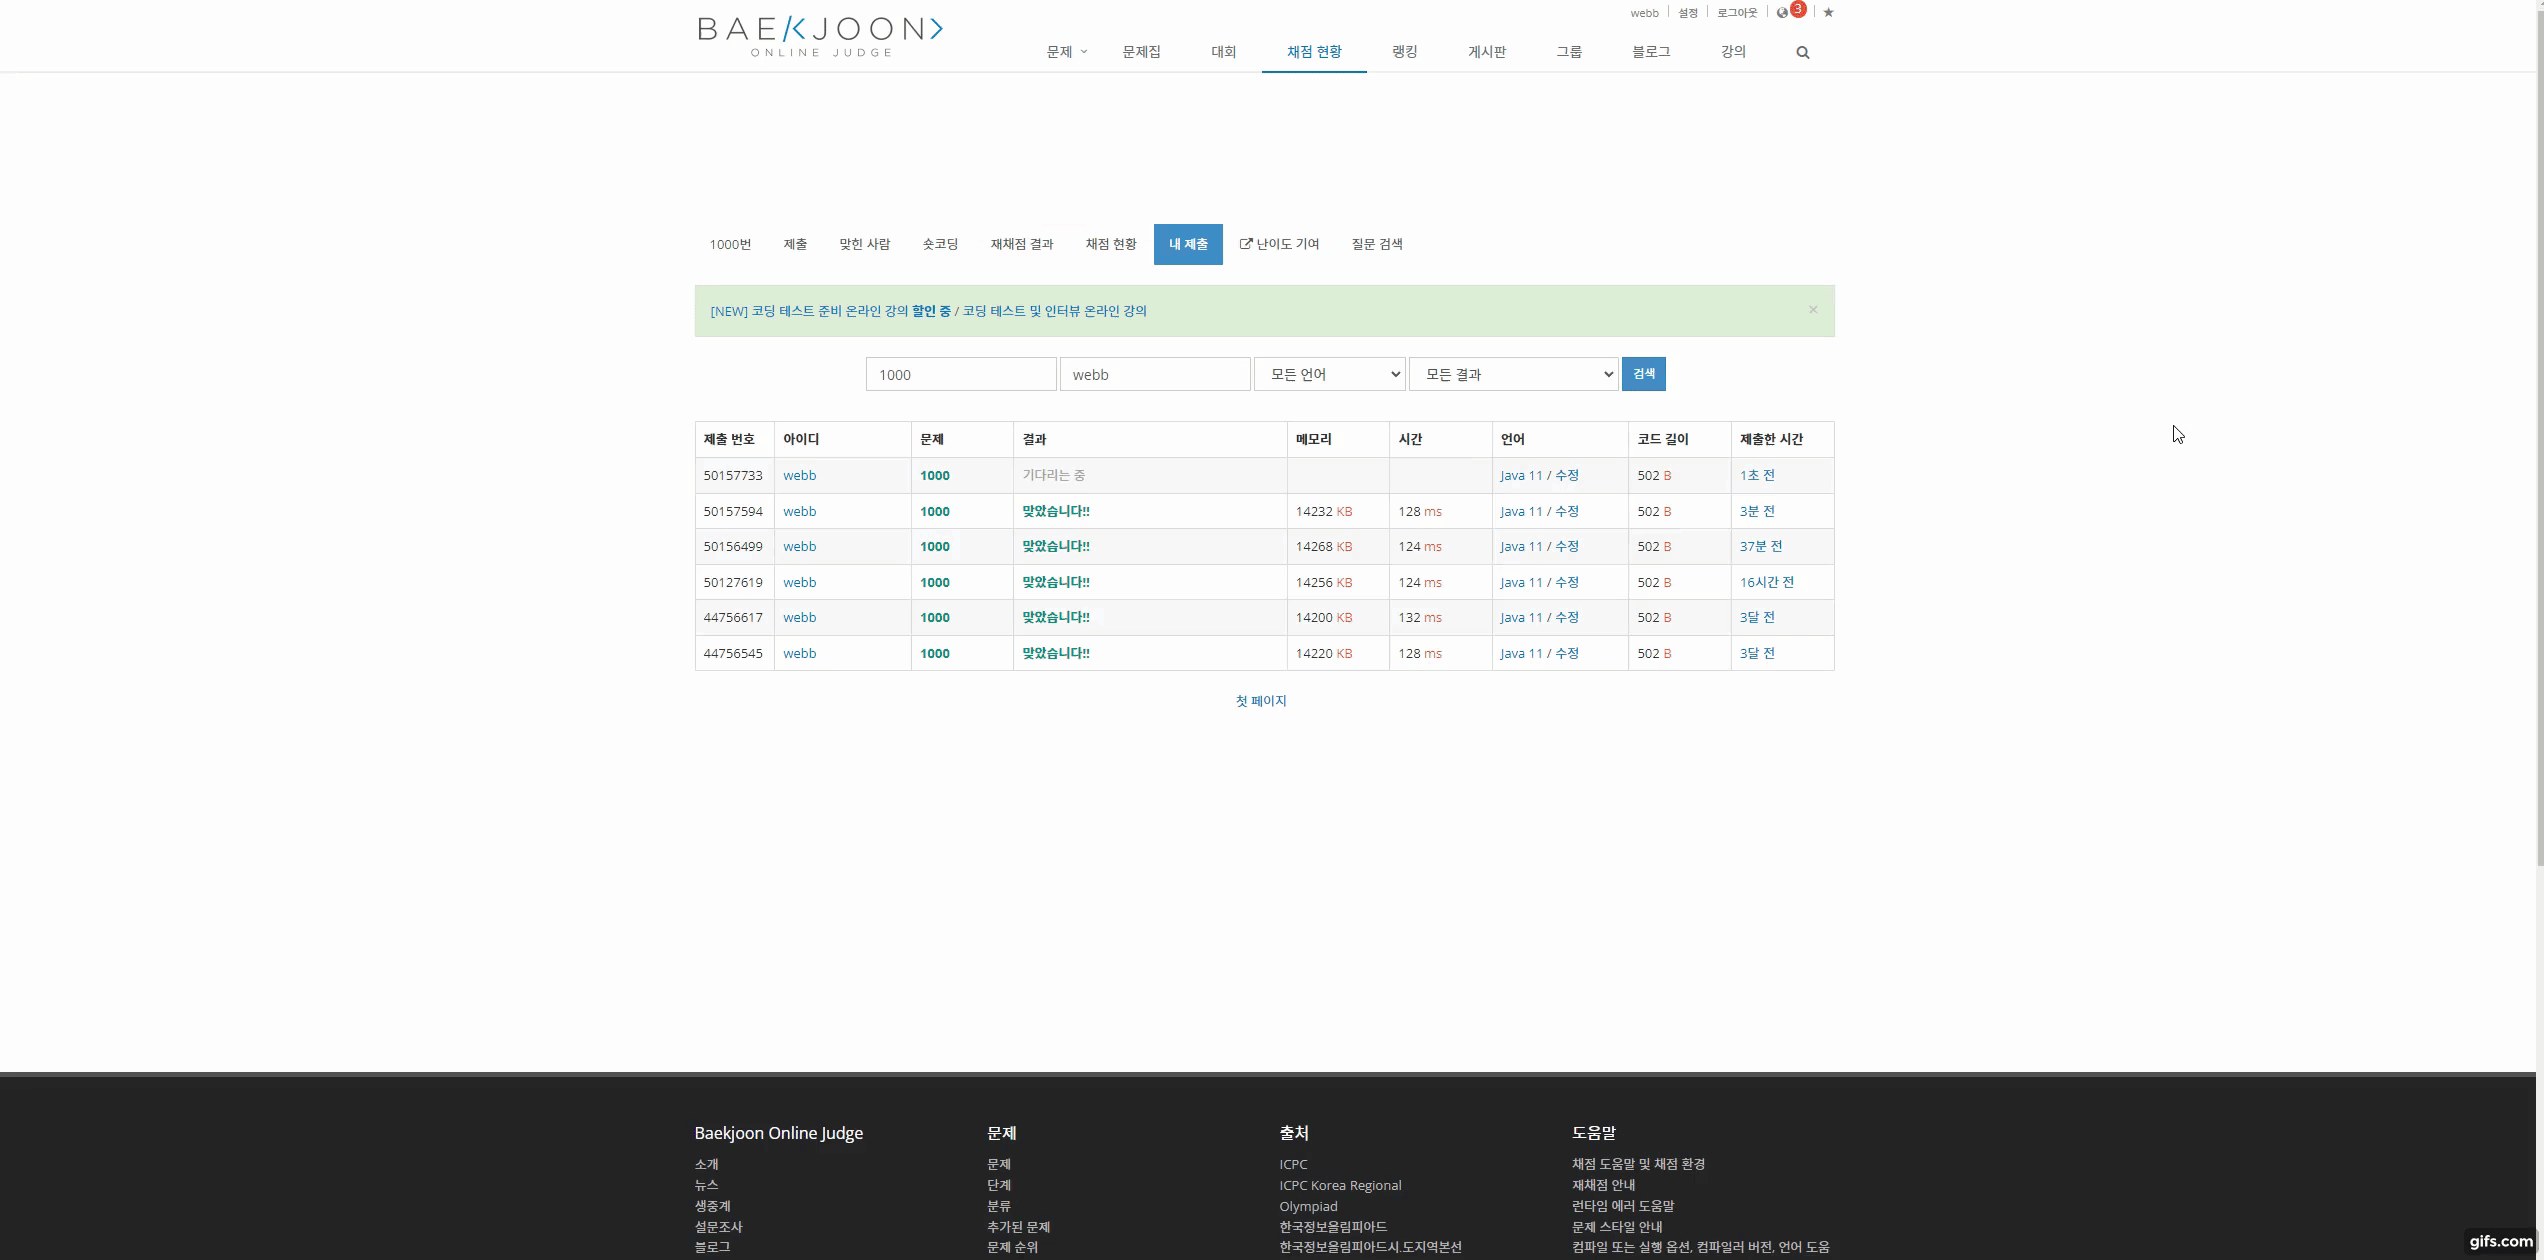 webb 설정 로그아웃 3
BAEKJOON>
ONLINE JUDGE
문제 문제집 대회 채점 현황 랭킹 게시판 그룹 블로그 강의
1000번 제출 맞힌 사람 숏코딩 재채점 결과 채점 현황 내 제출 난이도 기여 질문 검색
[NEW] 코딩 테스트 준비 온라인 강의 할인 중 / 코딩 테스트 및 인터뷰 온라인 강의 ×
1000 webb 모든 언어 모든 결과 검색
제출 번호 아이디 문제 결과 메모리 시간 언어 코드 길이 제출한 시간
50157733 webb 1000 기다리는 중 Java 11 / 수정 502 B 1초 전
50157594 webb 1000 맞았습니다!! 14232 KB 128 ms Java 11 / 수정 502 B 3분 전
50156499 webb 1000 맞았습니다!! 14268 KB 124 ms Java 11 / 수정 502 B 37분 전
50127619 webb 1000 맞았습니다!! 14256 KB 124 ms Java 11 / 수정 502 B 16시간 전
44756617 webb 1000 맞았습니다!! 14200 KB 132 ms Java 11 / 수정 502 B 3달 전
44756545 webb 1000 맞았습니다!! 14220 KB 128 ms Java 11 / 수정 502 B 3달 전
첫 페이지
Baekjoon Online Judge 문제 출처 도움말
소개 문제 ICPC 채점 도움말 및 채점 환경
뉴스 단계 ICPC Korea Regional 재채점 안내
생중계 분류 Olympiad 런타임 에러 도움말
설문조사 추가된 문제 한국정보올림피아드 문제 스타일 안내
블로그 문제 순위 한국정보올림피아드시.도지역본선 컴파일 또는 실행 옵션, 컴파일러 버전, 언어 도움
gifs.com